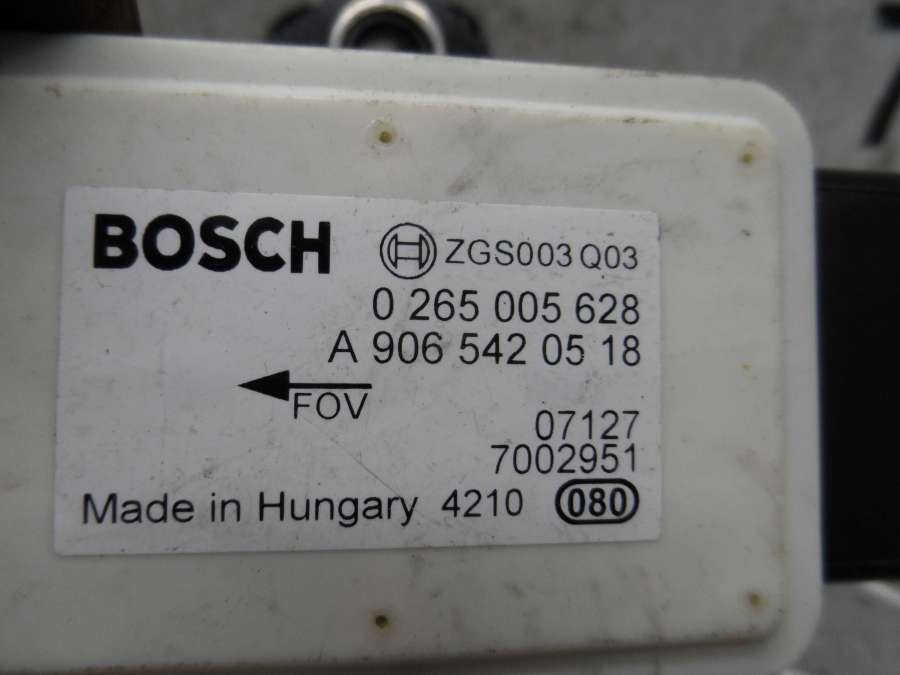 BOSCH ZGS003 Q03
0 265 005 628
A 906 542 05 18
FOV
07127
7002951
Made in Hungary 4210 080